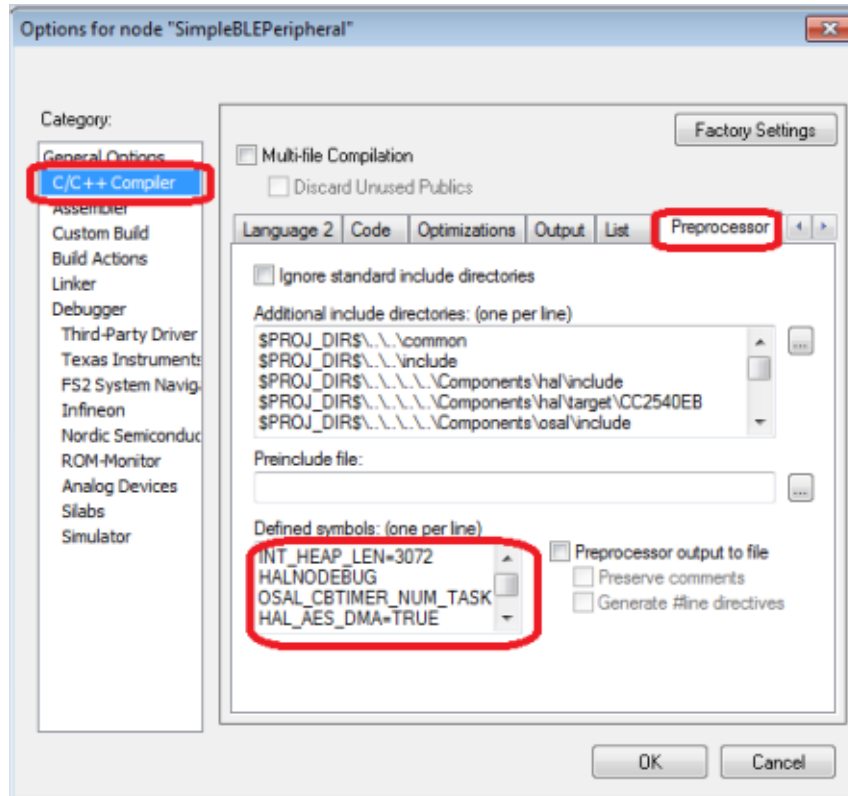 Options for node "SimpleBLEPeripheral"
Category:
Factory Settings
General Options
C/C++ Compiler
Assembler
Custom Build
Build Actions
Linker
Debugger
Third-Party Driver
Texas Instruments
FS2 System Navig
Infineon
Nordic Semiconduc
ROM-Monitor
Analog Devices
Silabs
Simulator
Multi-file Compilation
Discard Unused Publics
Language 2 Code Optimizations Output List Preprocessor
Ignore standard include directories
Additional include directories: (one per line)
$PROJ_DIR$\..\..\common
$PROJ_DIR$\..\..\include
$PROJ_DIR$\..\..\..\..\..\Components\hal\include
$PROJ_DIR$\..\..\..\..\..\Components\hal\target\CC2540EB
$PROJ_DIR$\..\..\..\..\..\Components\osal\include
...
Preinclude file:
...
Defined symbols: (one per line)
INT_HEAP_LEN=3072
HALNODEBUG
OSAL_CBTIMER_NUM_TASK
HAL_AES_DMA=TRUE
Preprocessor output to file
Preserve comments
Generate #line directives
OK Cancel